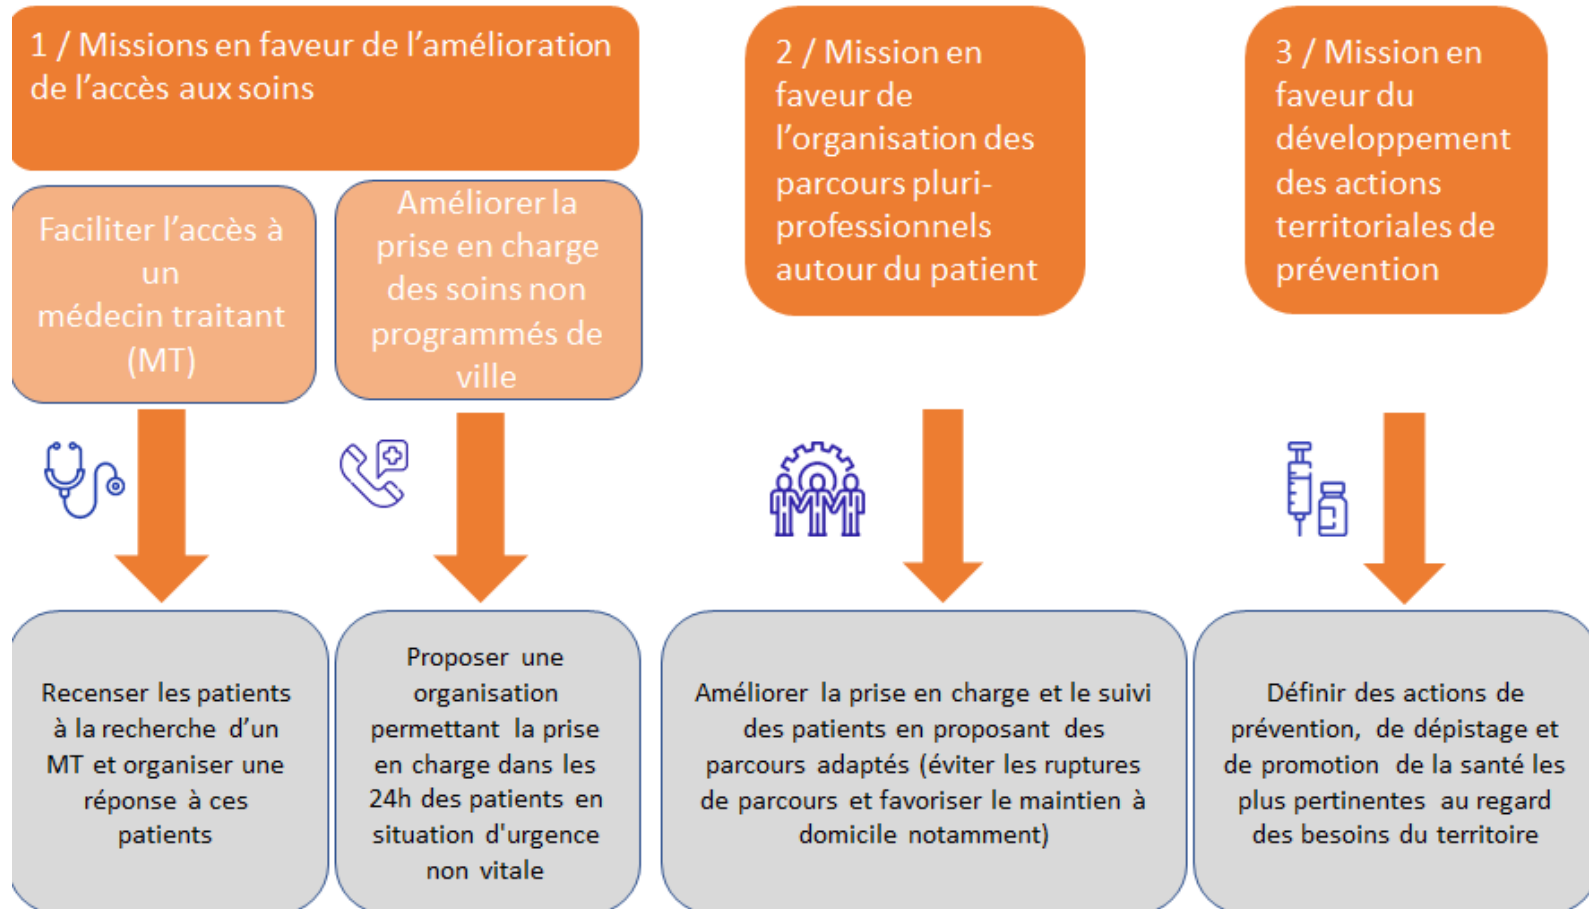 1 / Missions en faveur de l’amélioration
de l’accès aux soins
Faciliter l’accès à
un
médecin traitant
(MT)
Améliorer la
prise en charge
des soins non
programmés de
ville
2 / Mission en
faveur de
l’organisation des
parcours pluri-
professionnels
autour du patient
3 / Mission en
faveur du
développement
des actions
territoriales de
prévention
Recenser les patients
à la recherche d’un
MT et organiser une
réponse à ces
patients
Proposer une
organisation
permettant la prise
en charge dans les
24h des patients en
situation d'urgence
non vitale
Améliorer la prise en charge et le suivi
des patients en proposant des
parcours adaptés (éviter les ruptures
de parcours et favoriser le maintien à
domicile notamment)
Définir des actions de
prévention, de dépistage et
de promotion de la santé les
plus pertinentes au regard
des besoins du territoire